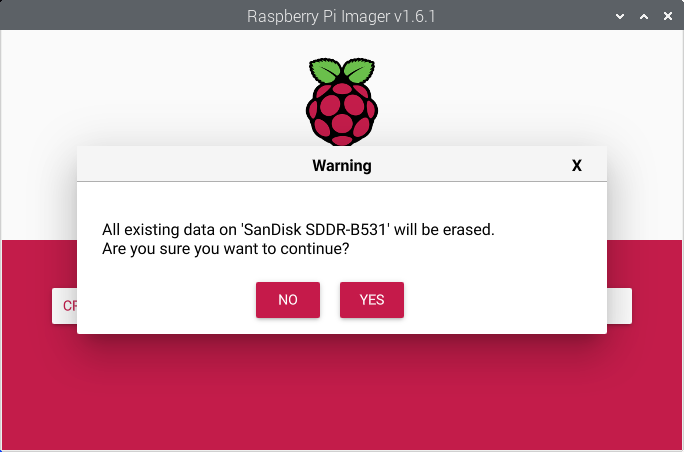 Raspberry Pi Imager v1.6.1
Warning
X
All existing data on 'SanDisk SDDR-B531' will be erased.
Are you sure you want to continue?
NO
YES